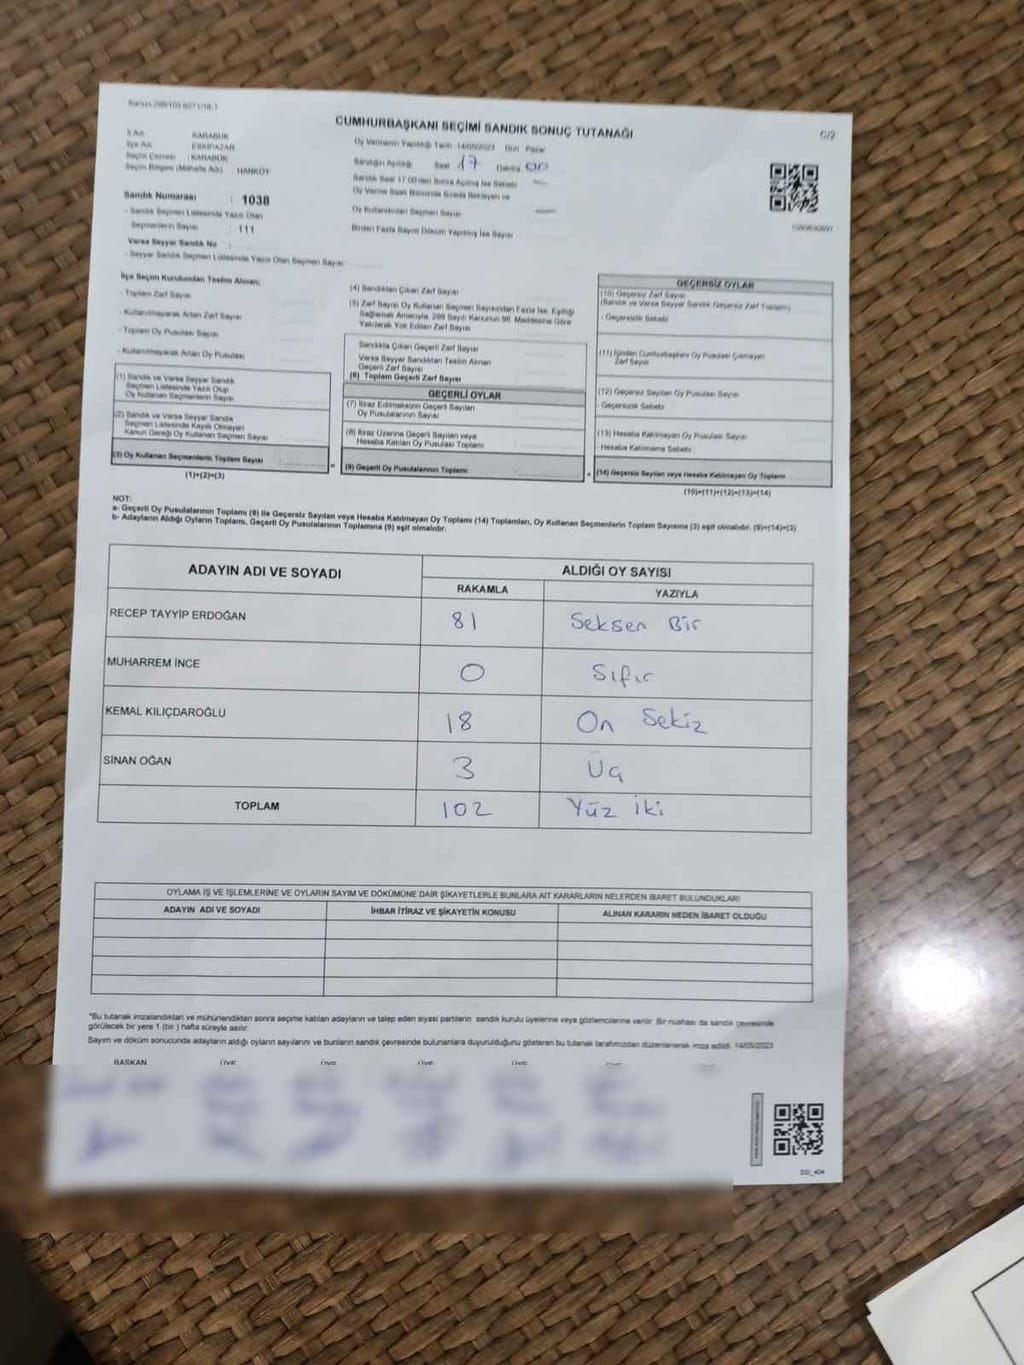 Kanun 298/105 6271/18-1
CUMHURBAŞKANI SEÇİMİ SANDIK SONUÇ TUTANAĞI
C/2
İl Adı KARABÜK
İlçe Adı ESKİPAZAR
Seçim Çevresi : KARABÜK
Seçim Bölgesi (Mahalle Adı) HANKÖY
Sandık Numarası : 1038
- Sandık Seçmen Listesinde Yazılı Olan
Seçmenlerin Sayısı : 111
Varsa Seyyar Sandık No :
- Seyyar Sandık Seçmen Listesinde Yazılı Olan Seçmen Sayısı
Oy Vermenin Yapıldığı Tarih :14/05/2023 Gün Pazar
Sandığın Açıldığı Saat 17 Dakika 00
Sandık Saat 17.00'den Sonra Açılmış İse Sebebi —
Oy Verme Saati Bitiminde Sırada Bekleyen ve
Oy Kullandırılan Seçmen Sayısı —
Birden Fazla Sayım Döküm Yapılmış İse Sayısı
İlçe Seçim Kurulundan Teslim Alınan;
- Toplam Zarf Sayısı
- Kullanılmayarak Artan Zarf Sayısı
- Toplam Oy Pusulası Sayısı
- Kullanılmayarak Artan Oy Pusulası
(1) Sandık ve Varsa Seyyar Sandık
Seçmen Listesinde Yazılı Olup
Oy Kullanan Seçmenlerin Sayısı
(2) Sandık ve Varsa Seyyar Sandık
Seçmen Listesinde Kayıtlı Olmayan
Kanun Gereği Oy Kullanan Seçmen Sayısı
(3) Oy Kullanan Seçmenlerin Toplam Sayısı
(1)+(2)=(3)
(4) Sandıktan Çıkan Zarf Sayısı
(5) Zarf Sayısı Oy Kullanan Seçmen Sayısından Fazla İse, Eşitliği
Sağlamak Amacıyla, 298 Sayılı Kanunun 98. Maddesine Göre
Yakılarak Yok Edilen Zarf Sayısı
Sandıkta Çıkan Geçerli Zarf Sayısı
Varsa Seyyar Sandıktan Teslim Alınan
Geçerli Zarf Sayısı
(6) Toplam Geçerli Zarf Sayısı
GEÇERLİ OYLAR
(7) İtiraz Edilmeksizin Geçerli Sayılan
Oy Pusulalarının Sayısı
(8) İtiraz Üzerine Geçerli Sayılan veya
Hesaba Katılan Oy Pusulası Toplamı
(9) Geçerli Oy Pusulalarının Toplamı
GEÇERSİZ OYLAR
(10) Geçersiz Zarf Sayısı
(Sandık ve Varsa Seyyar Sandık Geçersiz Zarf Toplamı)
- Geçersizlik Sebebi
(11) İçinden Cumhurbaşkanı Oy Pusulası Çıkmayan
Zarf Sayısı
(12) Geçersiz Sayılan Oy Pusulası Sayısı
- Geçersizlik Sebebi
(13) Hesaba Katılmayan Oy Pusulası Sayısı
- Hesaba Katılmama Sebebi
(14) Geçersiz Sayılan veya Hesaba Katılmayan Oy Toplamı
(10)+(11)+(12)+(13)=(14)
NOT:
a- Geçerli Oy Pusulalarının Toplamı (9) ile Geçersiz Sayılan veya Hesaba Katılmayan Oy Toplamı (14) Toplamları, Oy Kullanan Seçmenlerin Toplam Sayısına (3) eşit olmalıdır. (9)+(14)=(3)
b- Adayların Aldığı Oyların Toplamı, Geçerli Oy Pusulalarının Toplamına (9) eşit olmalıdır.
ADAYIN ADI VE SOYADI
ALDIĞI OY SAYISI
RAKAMLA YAZIYLA
RECEP TAYYİP ERDOĞAN 81 Seksen Bir
MUHARREM İNCE 0 Sıfır
KEMAL KILIÇDAROĞLU 18 On Sekiz
SİNAN OĞAN 3 Üç
TOPLAM 102 Yüz iki
OYLAMA İŞ VE İŞLEMLERİNE VE OYLARIN SAYIM VE DÖKÜMÜNE DAİR ŞİKAYETLERLE BUNLARA AİT KARARLARIN NELERDEN İBARET BULUNDUKLARI
ADAYIN ADI VE SOYADI İHBAR İTİRAZ VE ŞİKAYETİN KONUSU ALINAN KARARIN NEDEN İBARET OLDUĞU
*Bu tutanak imzalandıktan ve mühürlendikten sonra seçime katılan adayların ve talep eden siyasi partilerin sandık kurulu üyelerine veya gözlemcilerine verilir. Bir nüshası da sandık çevresinde
görülecek bir yere 1 (bir ) hafta süreyle asılır.
Sayım ve döküm sonucunda adayların aldığı oyların sayılarını ve bunların sandık çevresinde bulunanlara duyurulduğunu gösteren bu tutanak tarafımızdan düzenlenerek imza edildi. 14/05/2023
BAŞKAN ÜYE ÜYE ÜYE ÜYE